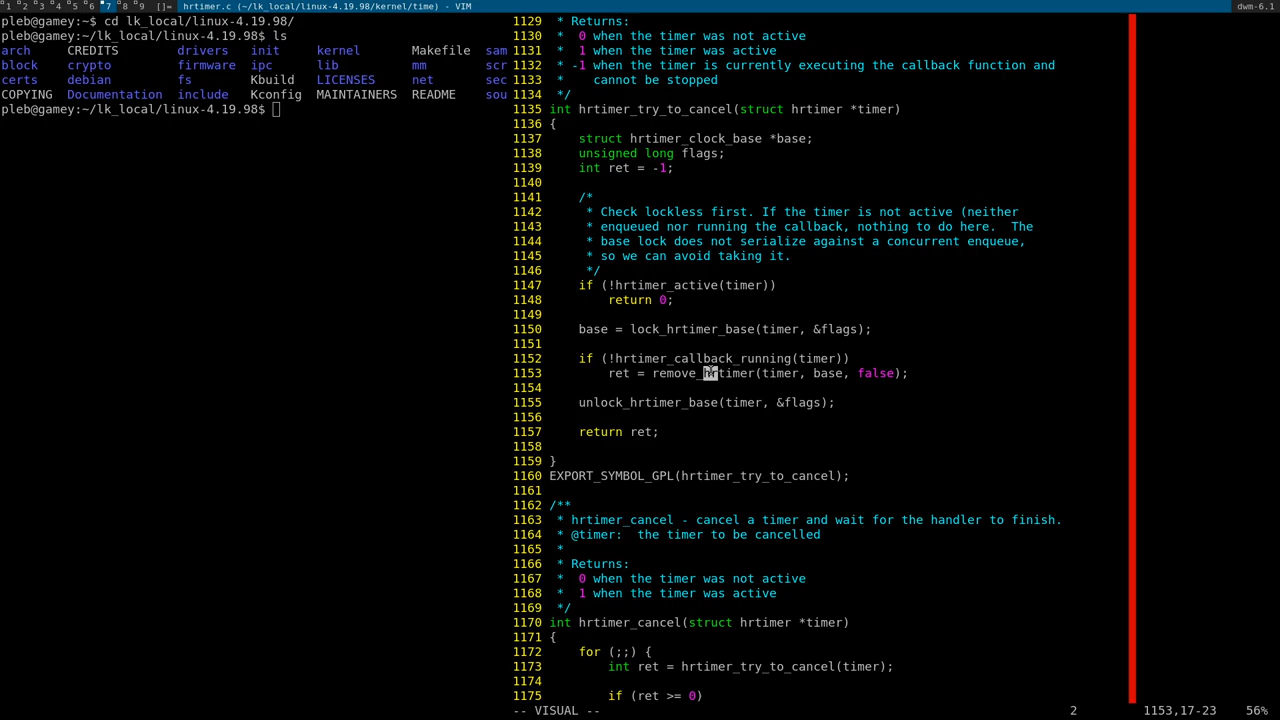 1 2 3 4 5 6 7 8 9 []= hrtimer.c (~/lk_local/linux-4.19.98/kernel/time) - VIM dwm-6.1
pleb@gamey:~$ cd lk_local/linux-4.19.98/
pleb@gamey:~/lk_local/linux-4.19.98$ ls
arch CREDITS drivers init kernel Makefile sam
block crypto firmware ipc lib mm scr
certs debian fs Kbuild LICENSES net sec
COPYING Documentation include Kconfig MAINTAINERS README sou
pleb@gamey:~/lk_local/linux-4.19.98$
1129  * Returns:
1130  *  0 when the timer was not active
1131  *  1 when the timer was active
1132  * -1 when the timer is currently executing the callback function and
1133  *    cannot be stopped
1134  */
1135 int hrtimer_try_to_cancel(struct hrtimer *timer)
1136 {
1137     struct hrtimer_clock_base *base;
1138     unsigned long flags;
1139     int ret = -1;
1140
1141     /*
1142      * Check lockless first. If the timer is not active (neither
1143      * enqueued nor running the callback, nothing to do here.  The
1144      * base lock does not serialize against a concurrent enqueue,
1145      * so we can avoid taking it.
1146      */
1147     if (!hrtimer_active(timer))
1148         return 0;
1149
1150     base = lock_hrtimer_base(timer, &flags);
1151
1152     if (!hrtimer_callback_running(timer))
1153         ret = remove_hrtimer(timer, base, false);
1154
1155     unlock_hrtimer_base(timer, &flags);
1156
1157     return ret;
1158
1159 }
1160 EXPORT_SYMBOL_GPL(hrtimer_try_to_cancel);
1161
1162 /**
1163  * hrtimer_cancel - cancel a timer and wait for the handler to finish.
1164  * @timer:  the timer to be cancelled
1165  *
1166  * Returns:
1167  *  0 when the timer was not active
1168  *  1 when the timer was active
1169  */
1170 int hrtimer_cancel(struct hrtimer *timer)
1171 {
1172     for (;;) {
1173         int ret = hrtimer_try_to_cancel(timer);
1174
1175         if (ret >= 0)
-- VISUAL -- 2 1153,17-23 56%